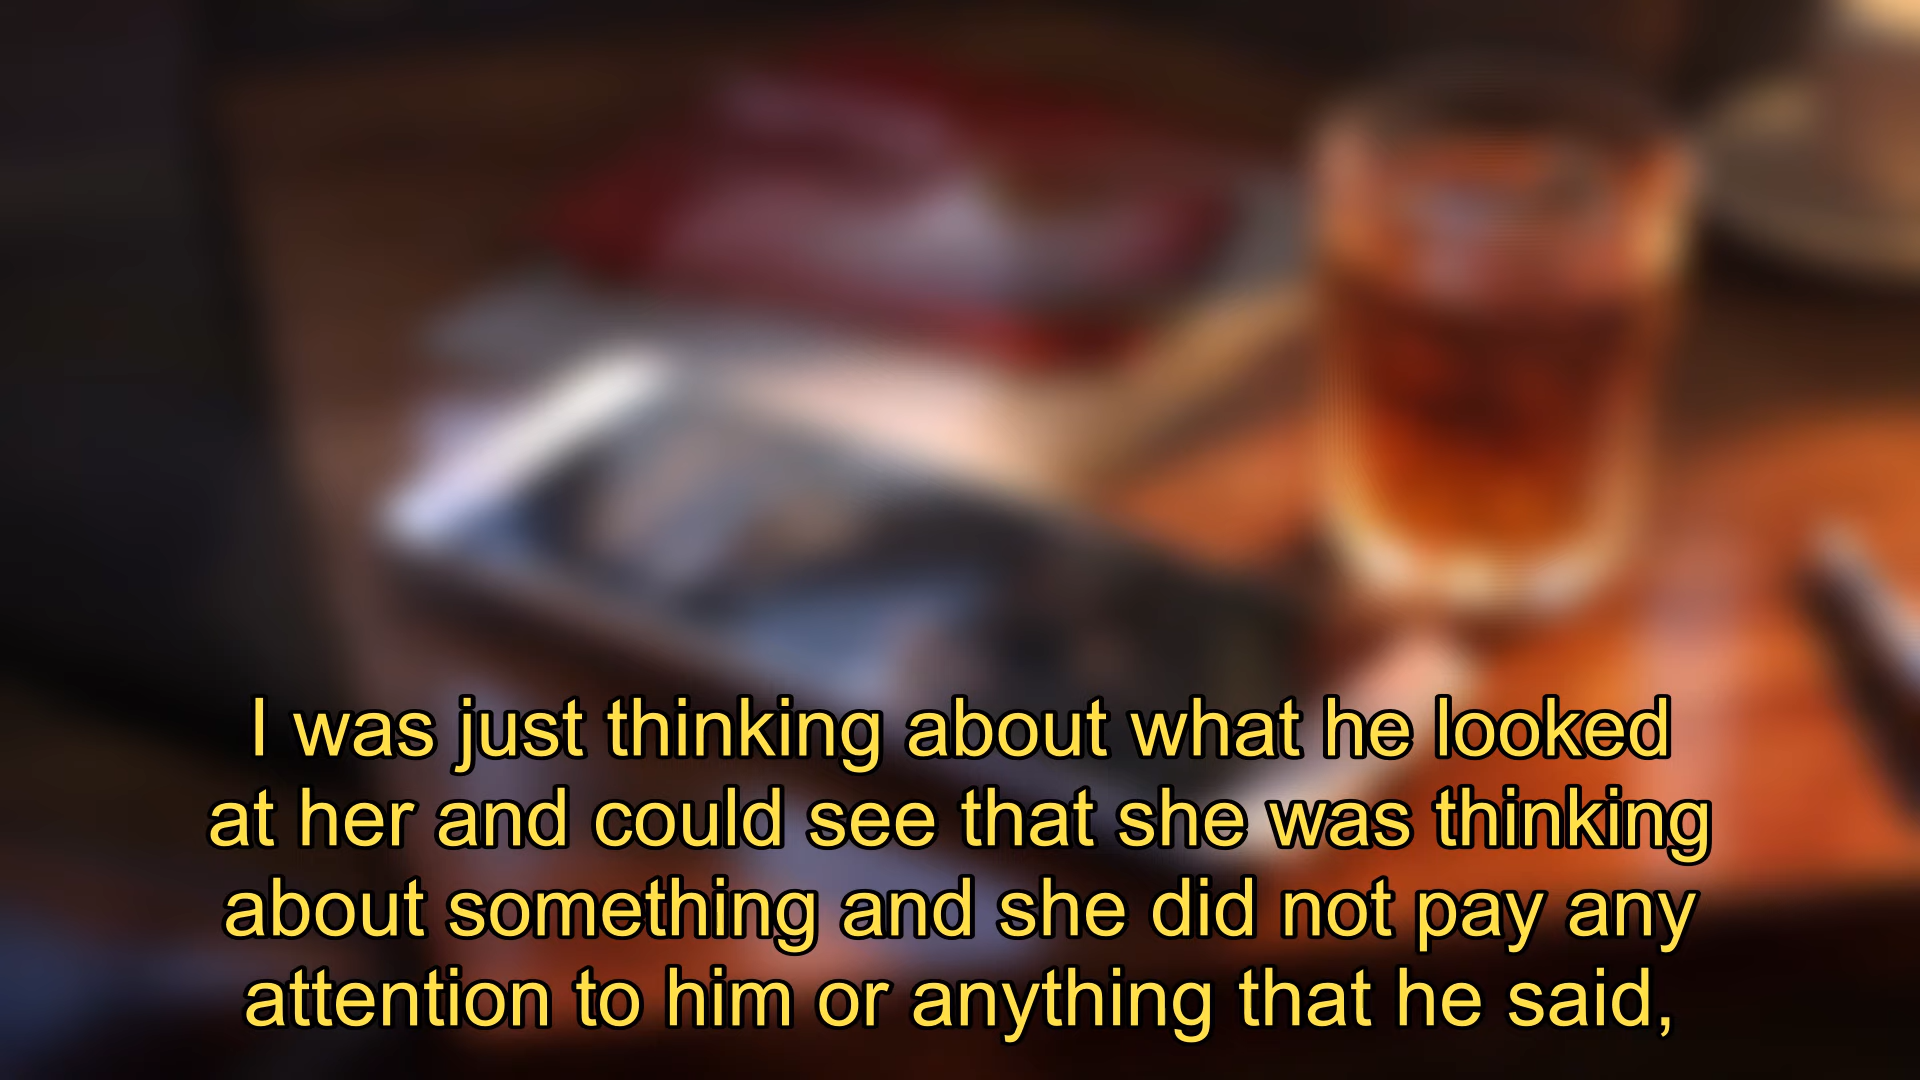 I was just thinking about what he looked
at her and could see that she was thinking
about something and she did not pay any
attention to him or anything that he said,